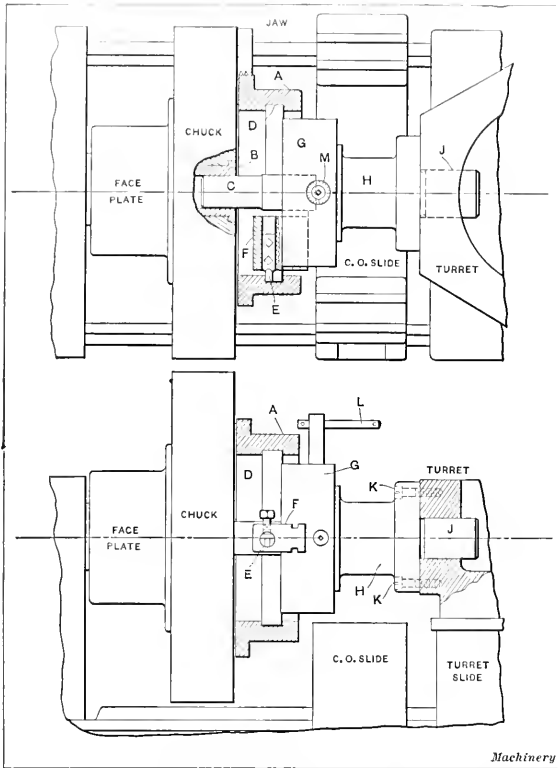 JAW
A
CHUCK
D
G
B
M
J
C
H
FACE
PLATE
F
C.O. SLIDE
TURRET
E
A
L
G
TURRET
CHUCK
K
D
F
FACE
PLATE
J
E
H
K
C.O. SLIDE
TURRET
SLIDE
Machinery